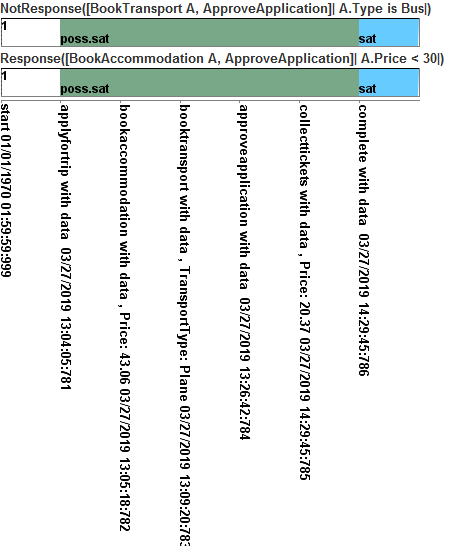 NotResponse([BookTransport A, ApproveApplication]| A.Type is Bus|)
1
poss.sat
sat
Response([BookAccommodation A, ApproveApplication]| A.Price < 30|)
1
poss.sat
sat
start 01/01/1970 01:59:59:999
applyfortrip with data  03/27/2019 13:04:05:781
bookaccommodation with data , Price: 43.06 03/27/2019 13:05:18:782
booktransport with data , TransportType: Plane 03/27/2019 13:09:20:783
approveapplication with data  03/27/2019 13:26:42:784
collecttickets with data , Price: 20.37 03/27/2019 14:29:45:785
complete with data  03/27/2019 14:29:45:786